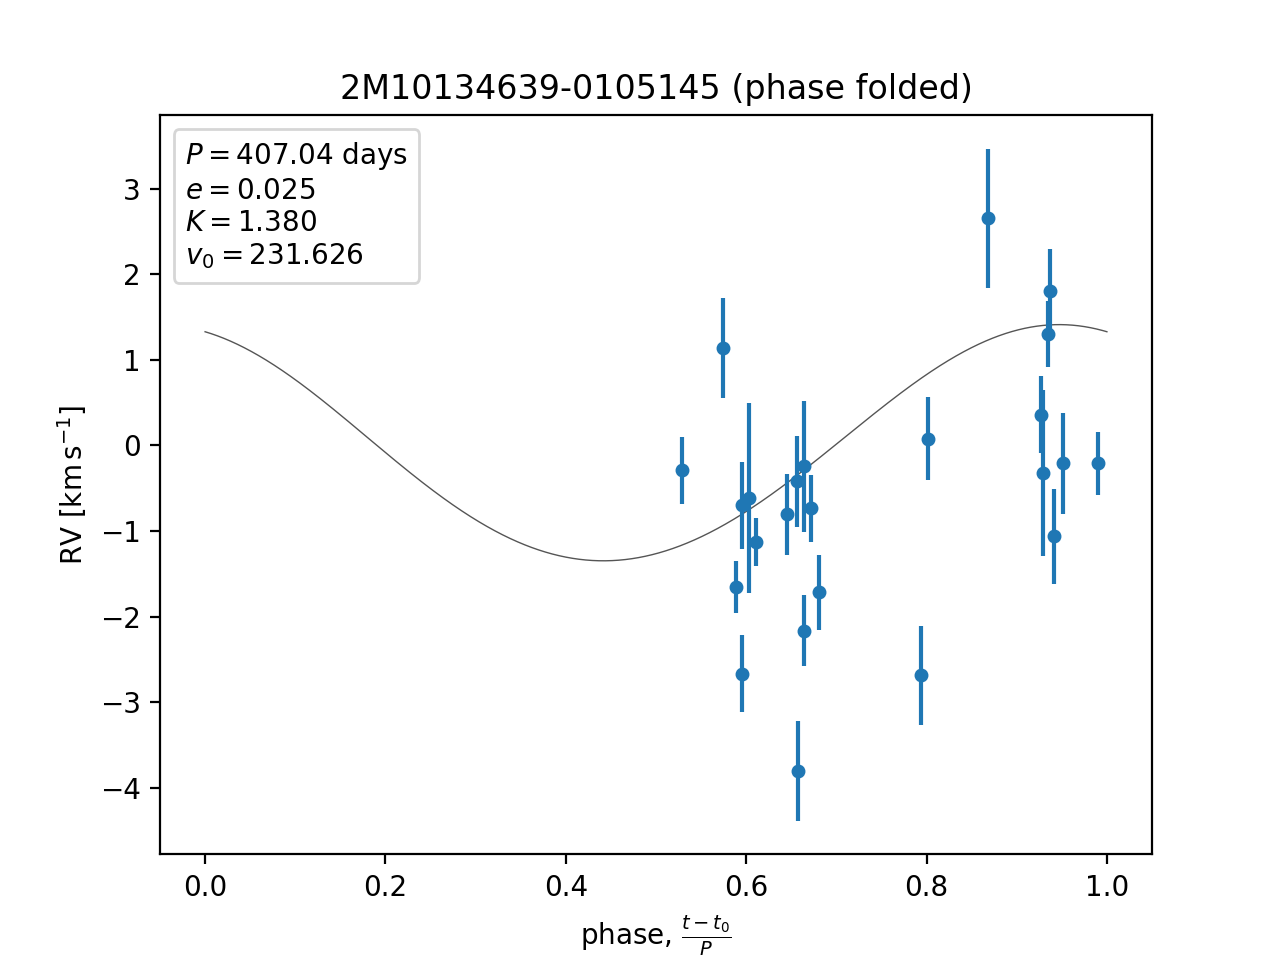 2M10134639-0105145 (phase folded)
P = 407.04 days
e = 0.025
K = 1.380
v₀ = 231.626
RV [km s⁻¹]
3
2
1
0
−1
−2
−3
−4
0.0 0.2 0.4 0.6 0.8 1.0
phase, (t − t₀)/P